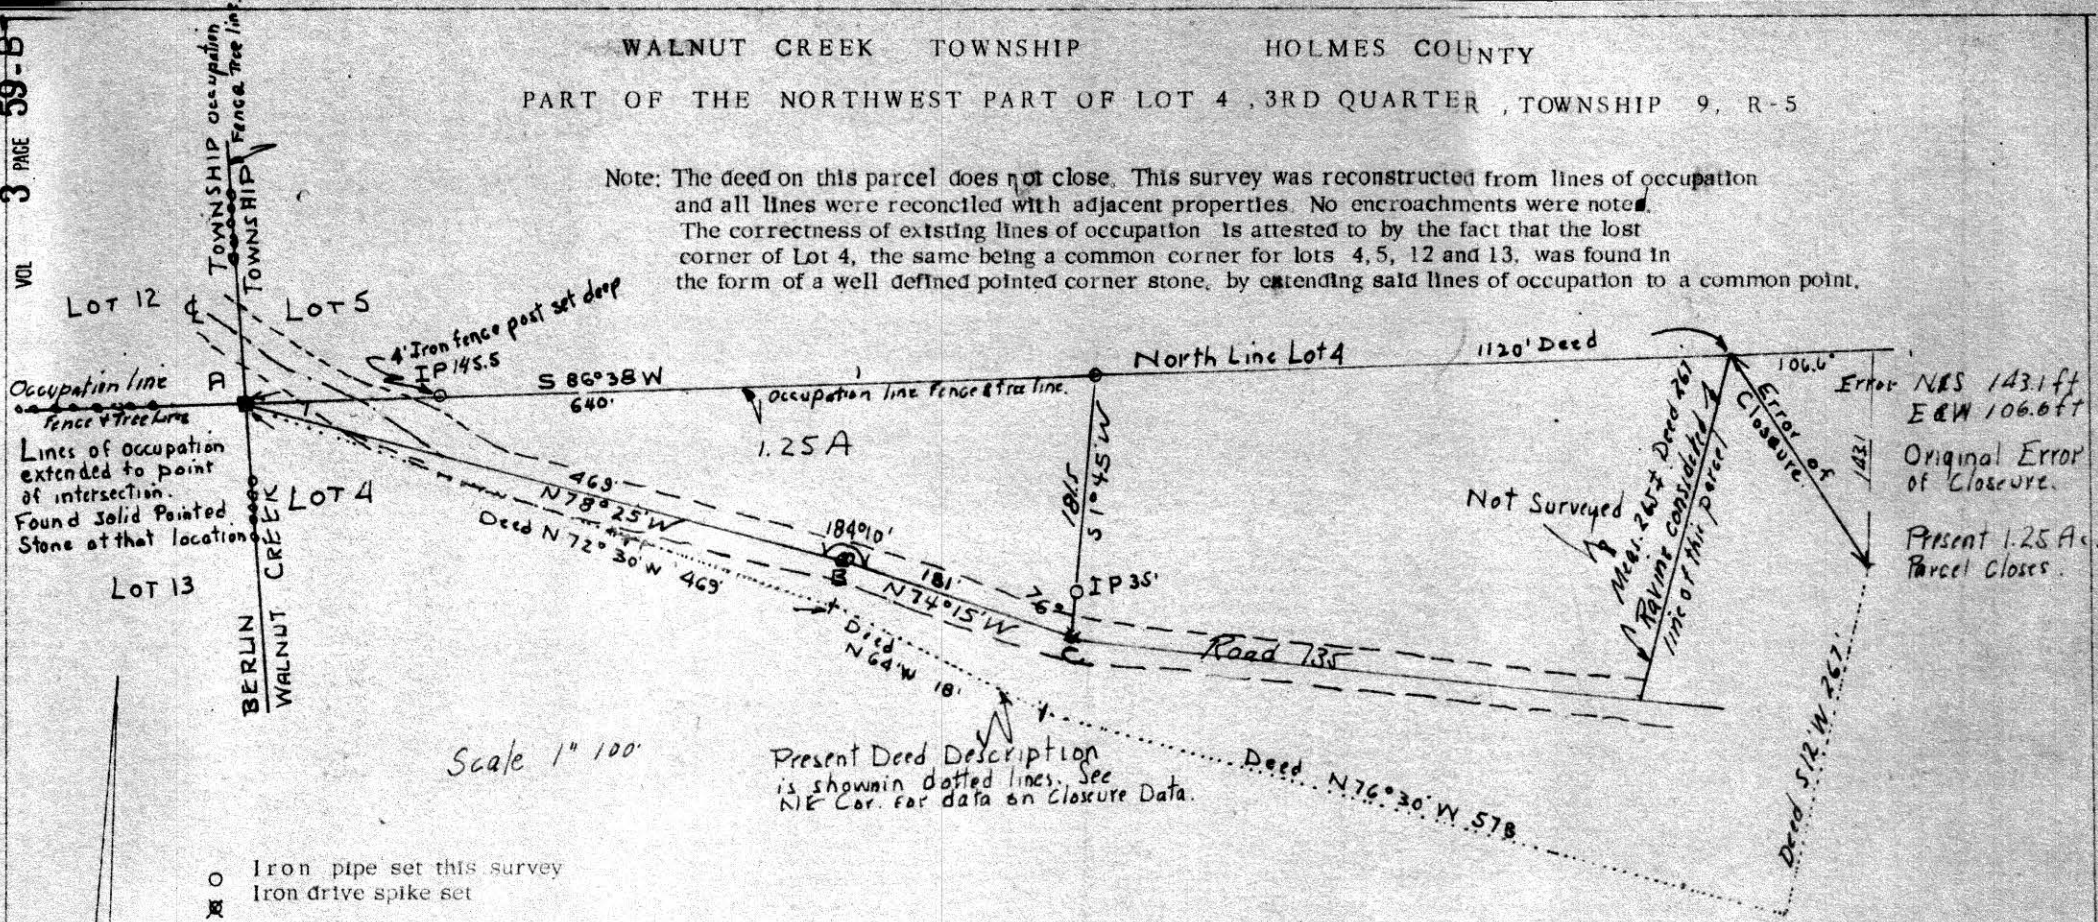 VOL 3 PAGE 59-B
WALNUT CREEK TOWNSHIP HOLMES COUNTY
PART OF THE NORTHWEST PART OF LOT 4 , 3RD QUARTER , TOWNSHIP 9, R-5
Note: The deed on this parcel does not close. This survey was reconstructed from lines of occupation
and all lines were reconciled with adjacent properties. No encroachments were noted.
The correctness of existing lines of occupation is attested to by the fact that the lost
corner of Lot 4, the same being a common corner for lots 4,5, 12 and 13, was found in
the form of a well defined pointed corner stone, by extending said lines of occupation to a common point.
TOWNSHIP occupation
TOWNSHIP Fence Tree line.
LOT 12
℄
LOT 5
4' Iron fence post set deep
IP 145.5
Occupation line
Fence & Tree Line
A
S 86°38 W
640'
Occupation line Fence & tree line.
North Line Lot 4
1120' Deed
106.6'
Error N&S 143.1 ft
E&W 106.6 ft
Original Error
of Closeure.
Present 1.25 Ac.
Parcel Closes.
Error of
Closeure
143.1
Lines of occupation
extended to point
of intersection.
Found Solid Pointed
Stone at that location
LOT 4
LOT 13
BERLIN
WALNUT CREEK
1.25 A
469
N 78°25' W
Deed N 72°30' W 469'
184°10'
B
181'
N 74°15' W
181.5
S 1°45' W
IP 35'
76°
C
Road 735
Not Surveyed
Meas. 265± Deed 267'
Ravine considered
line of this parcel
Deed
N 64° W 18'
Deed N 76°30' W 578
Deed S 12° W 267'
Scale 1" 100'
Present Deed Description
is shown in dotted lines. See
NE Cor. for data on Closeure Data.
Iron pipe set this survey
Iron drive spike set